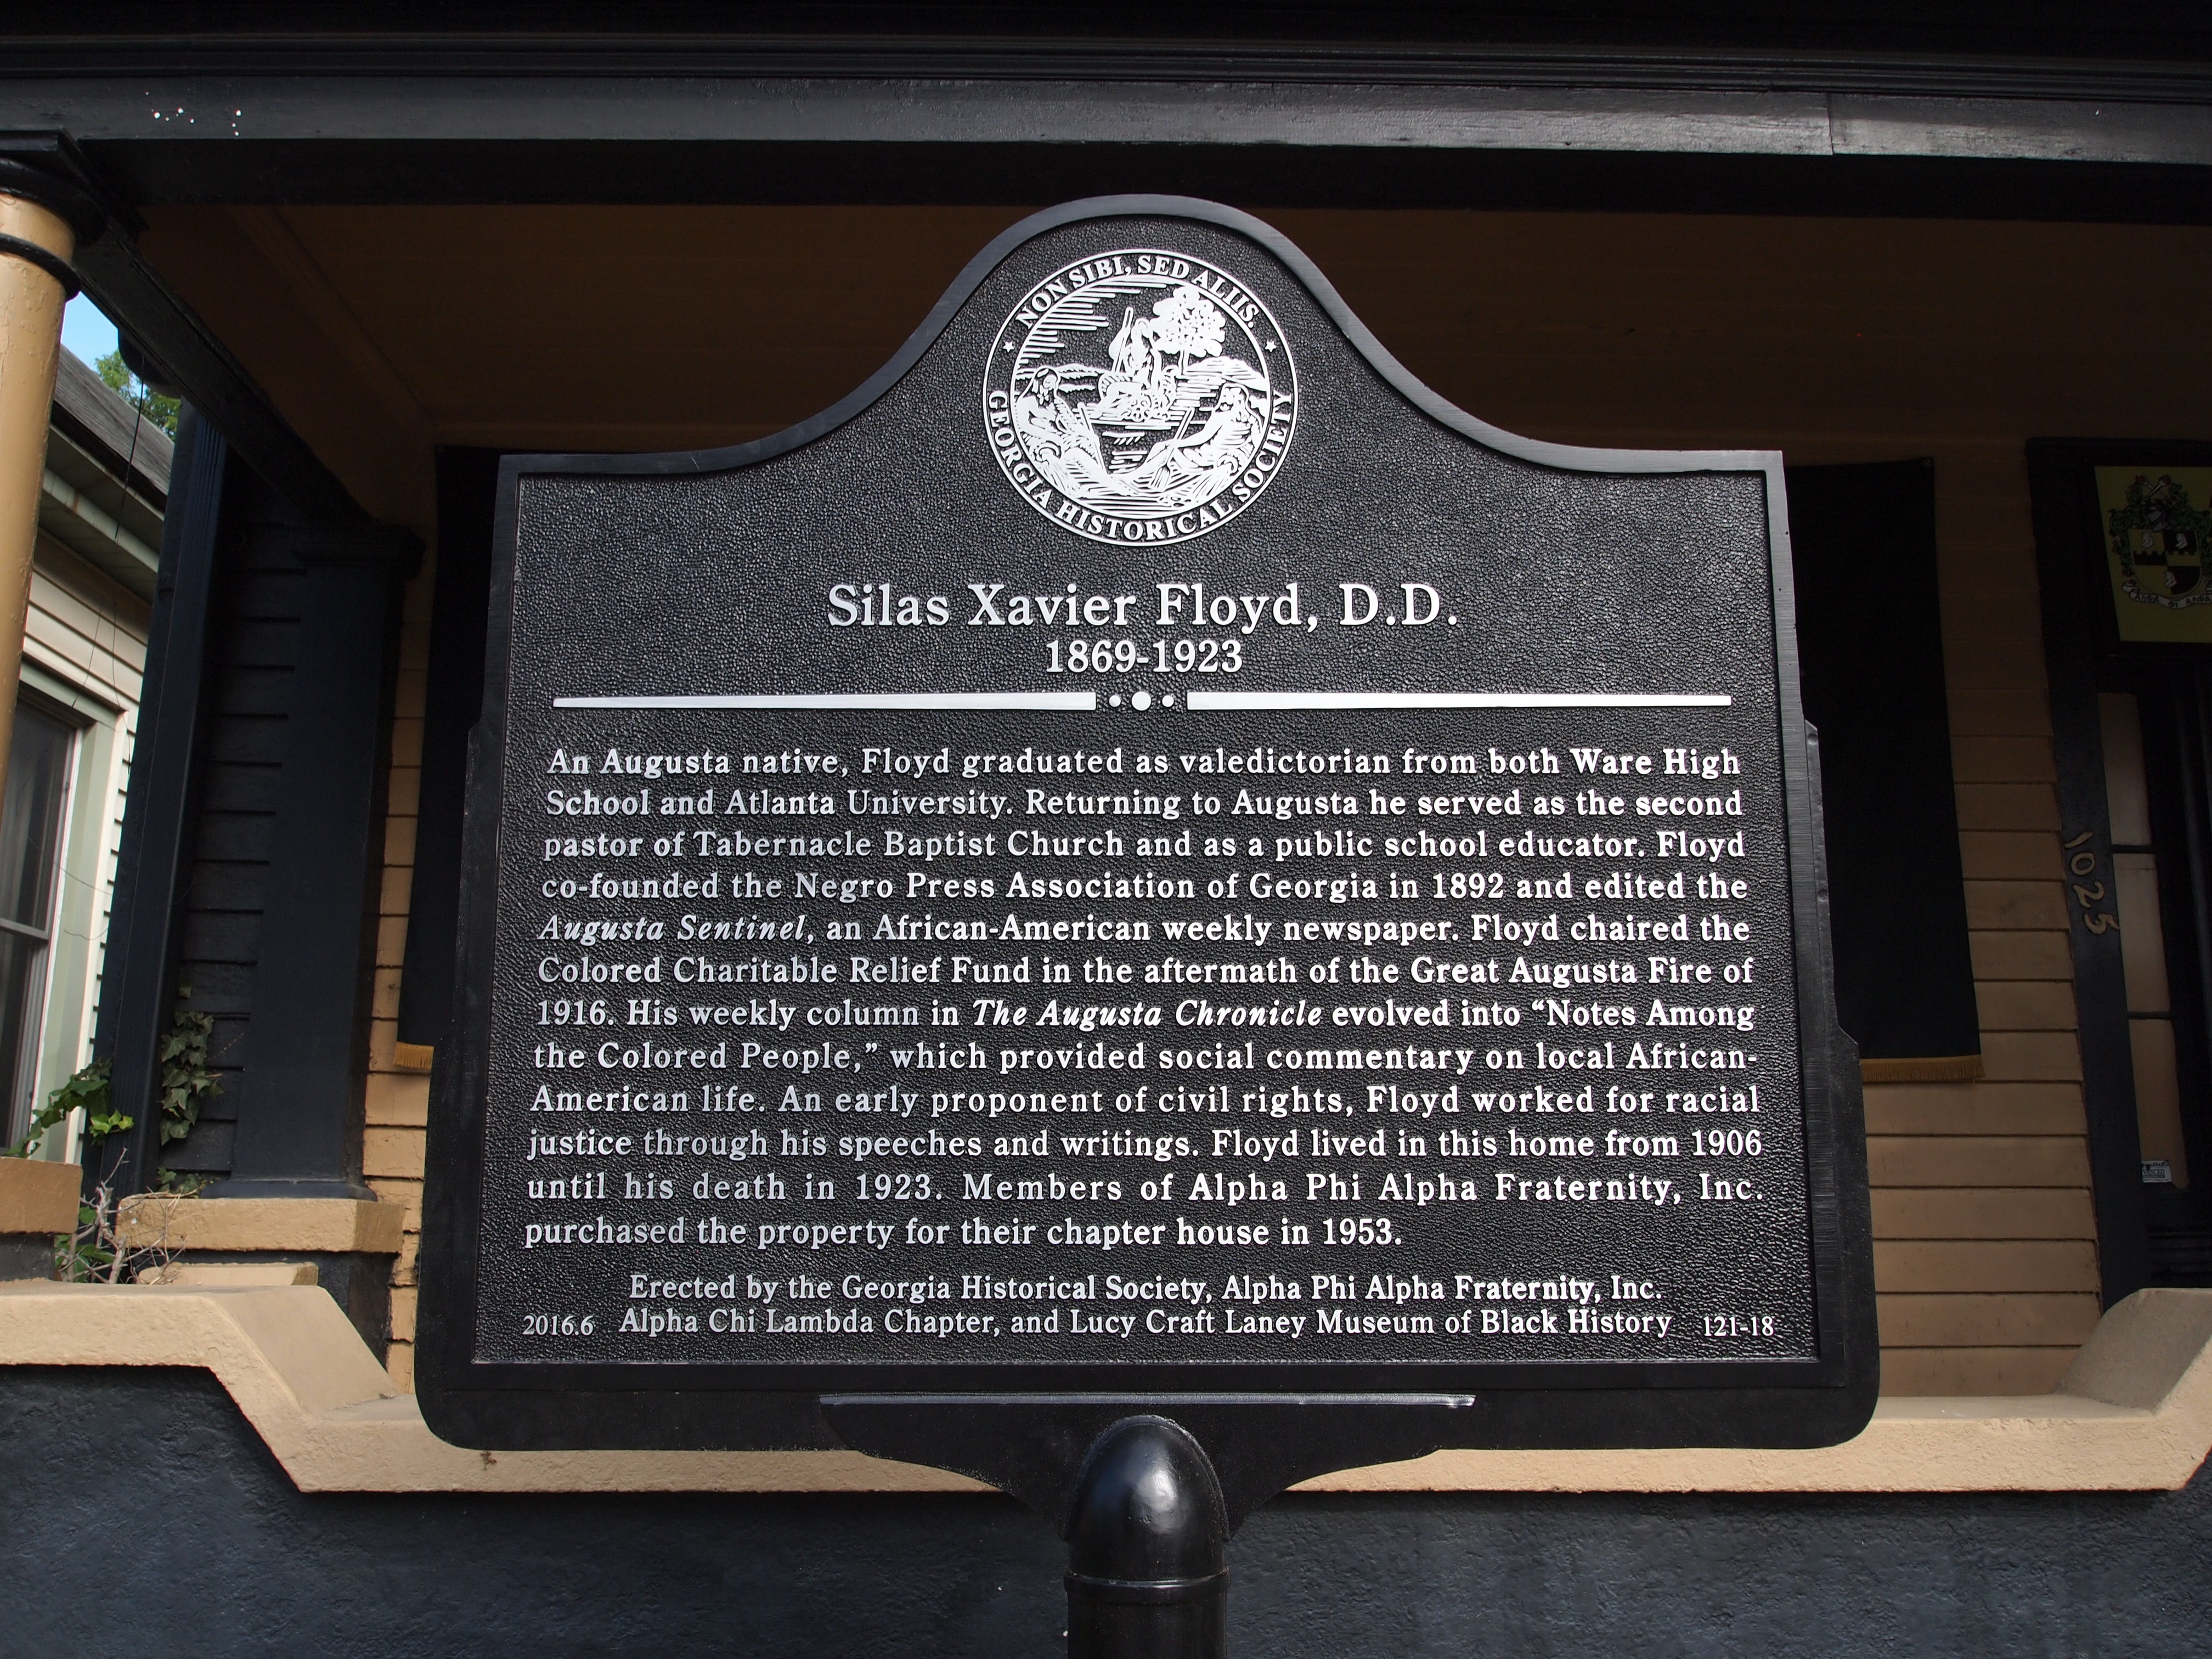 NON SIBI, SED ALIIS.
GEORGIA HISTORICAL SOCIETY
Silas Xavier Floyd, D.D.
1869-1923
An Augusta native, Floyd graduated as valedictorian from both Ware High
School and Atlanta University. Returning to Augusta he served as the second
pastor of Tabernacle Baptist Church and as a public school educator. Floyd
co-founded the Negro Press Association of Georgia in 1892 and edited the
Augusta Sentinel, an African-American weekly newspaper. Floyd chaired the
Colored Charitable Relief Fund in the aftermath of the Great Augusta Fire of
1916. His weekly column in The Augusta Chronicle evolved into “Notes Among
the Colored People,” which provided social commentary on local African-
American life. An early proponent of civil rights, Floyd worked for racial
justice through his speeches and writings. Floyd lived in this home from 1906
until his death in 1923. Members of Alpha Phi Alpha Fraternity, Inc.
purchased the property for their chapter house in 1953.
Erected by the Georgia Historical Society, Alpha Phi Alpha Fraternity, Inc.
2016.6 Alpha Chi Lambda Chapter, and Lucy Craft Laney Museum of Black History 121-18
1025